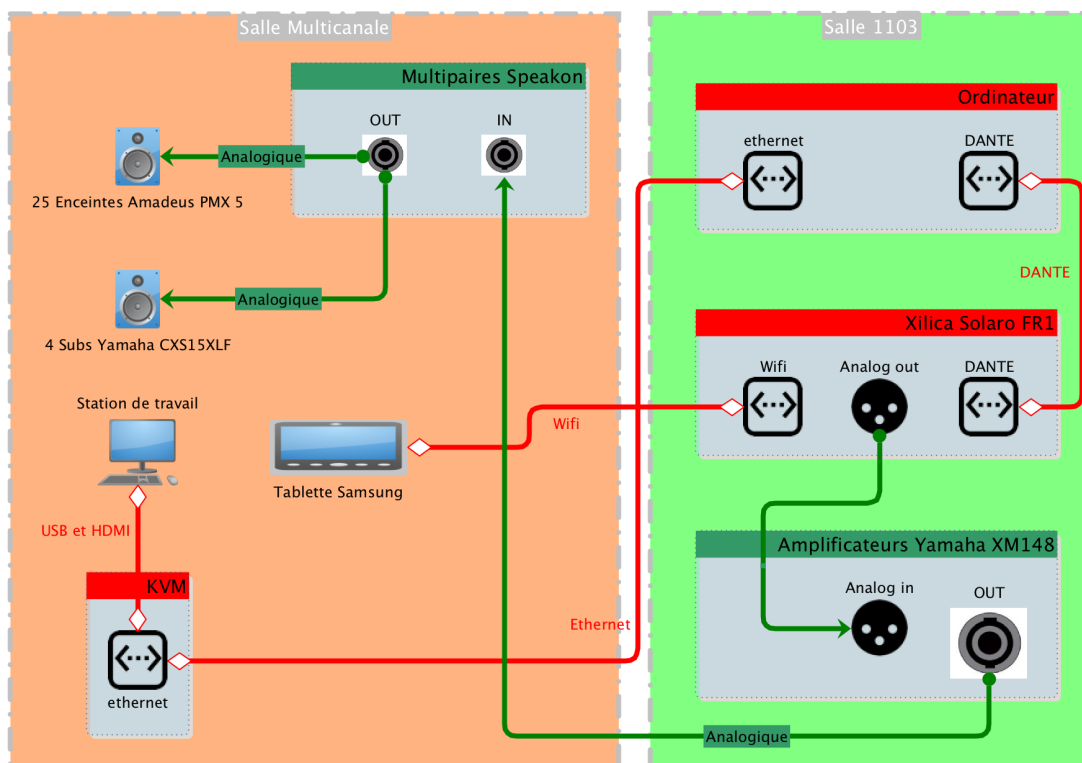 Salle Multicanale
Multipaires Speakon
OUT
IN
Analogique
25 Enceintes Amadeus PMX 5
Analogique
4 Subs Yamaha CXS15XLF
Station de travail
Tablette Samsung
USB et HDMI
KVM
ethernet
Wifi
Ethernet
Salle 1103
Ordinateur
ethernet
DANTE
DANTE
Xilica Solaro FR1
Wifi
Analog out
DANTE
Amplificateurs Yamaha XM148
Analog in
OUT
Analogique